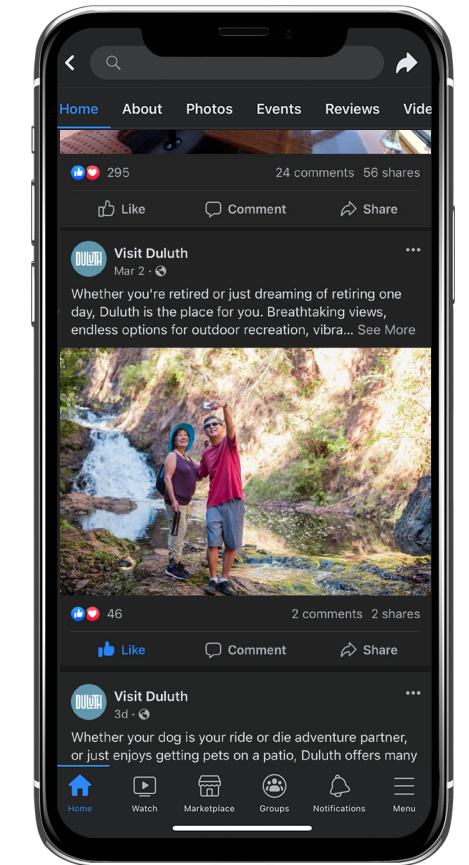 Home About Photos Events Reviews Vide
295 24 comments 56 shares
Like Comment Share
DULUTH Visit Duluth
Mar 2 ·
Whether you're retired or just dreaming of retiring one
day, Duluth is the place for you. Breathtaking views,
endless options for outdoor recreation, vibra... See More
46 2 comments 2 shares
Like Comment Share
DULUTH Visit Duluth
3d ·
Whether your dog is your ride or die adventure partner,
or just enjoys getting pets on a patio, Duluth offers many
Home Watch Marketplace Groups Notifications Menu